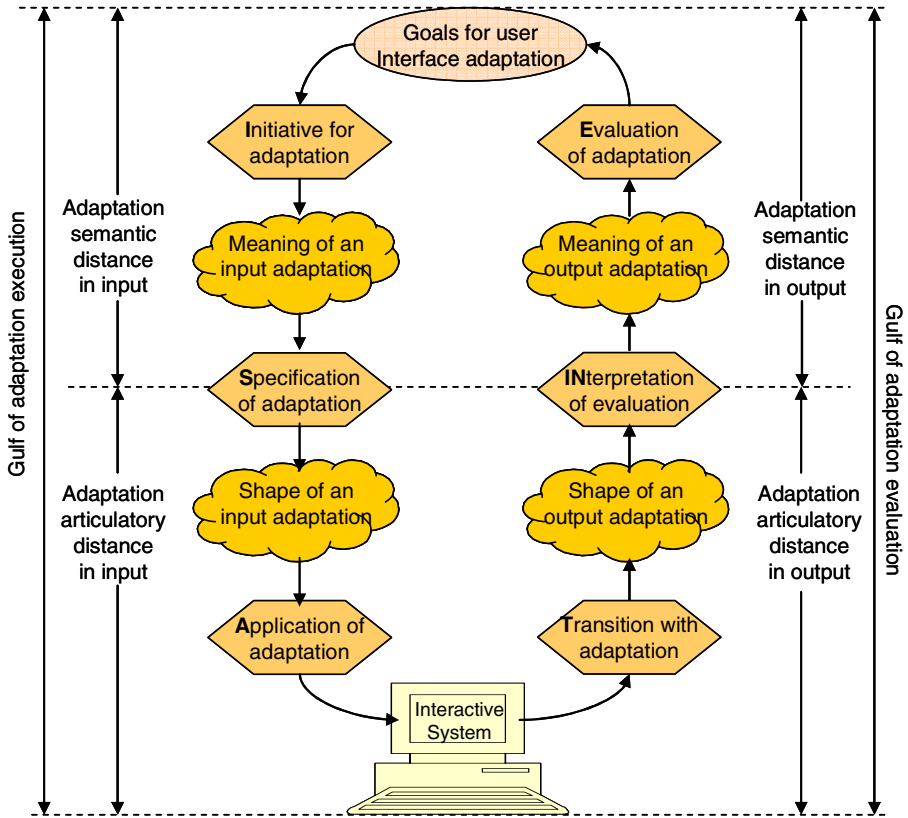 Goals for user
Interface adaptation
Initiative for
adaptation
Evaluation
of adaptation
Meaning of an
input adaptation
Meaning of an
output adaptation
Adaptation
semantic
distance
in input
Adaptation
semantic
distance
in output
Gulf of adaptation execution
Gulf of adaptation evaluation
Specification
of adaptation
INterpretation
of evaluation
Shape of an
input adaptation
Shape of an
output adaptation
Adaptation
articulatory
distance
in input
Adaptation
articulatory
distance
in output
Application of
adaptation
Transition with
adaptation
Interactive
System